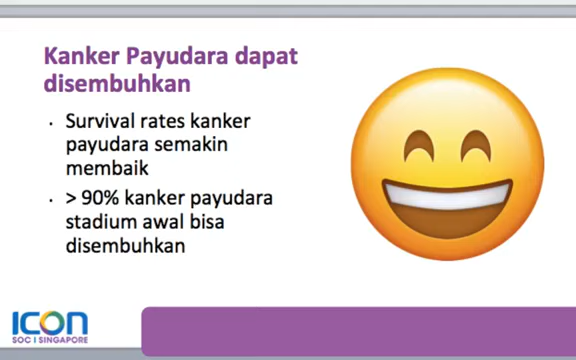 Kanker Payudara dapat
disembuhkan
· Survival rates kanker
payudara semakin
membaik
· > 90% kanker payudara
stadium awal bisa
disembuhkan
ICON
SOC | SINGAPORE